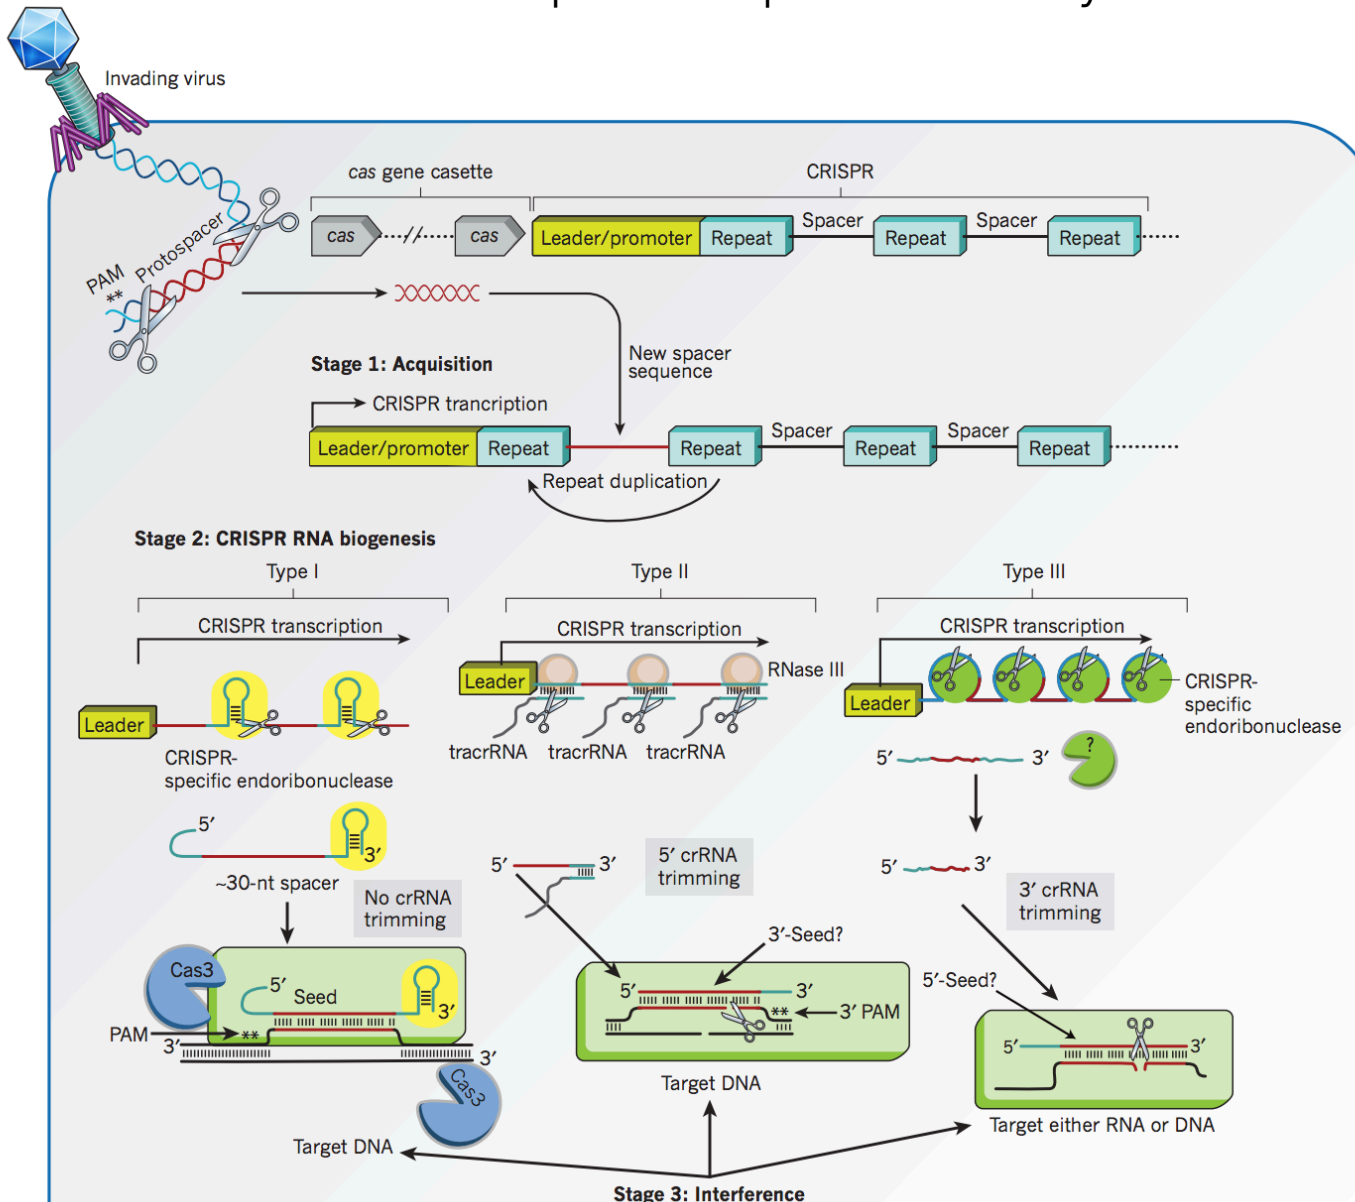 Invading virus
cas gene casette
CRISPR
Protospacer
PAM
**
cas
cas
Leader/promoter
Repeat
Spacer
Repeat
Spacer
Repeat
Stage 1: Acquisition
New spacer
sequence
CRISPR trancription
Leader/promoter
Repeat
Repeat
Spacer
Repeat
Spacer
Repeat
Repeat duplication
Stage 2: CRISPR RNA biogenesis
Type I
CRISPR transcription
Leader
CRISPR-
specific endoribonuclease
5′
3′
~30-nt spacer
No crRNA
trimming
Cas3
5′
Seed
3′
PAM
**
3′
3′
Cas3
Target DNA
Type II
CRISPR transcription
Leader
RNase III
tracrRNA
tracrRNA
tracrRNA
5′
3′
5′ crRNA
trimming
3′-Seed?
5′
3′
**
3′ PAM
Target DNA
Type III
CRISPR transcription
Leader
CRISPR-
specific
endoribonuclease
5′
3′
?
5′
3′
3′ crRNA
trimming
5′-Seed?
5′
3′
Target either RNA or DNA
Stage 3: Interference